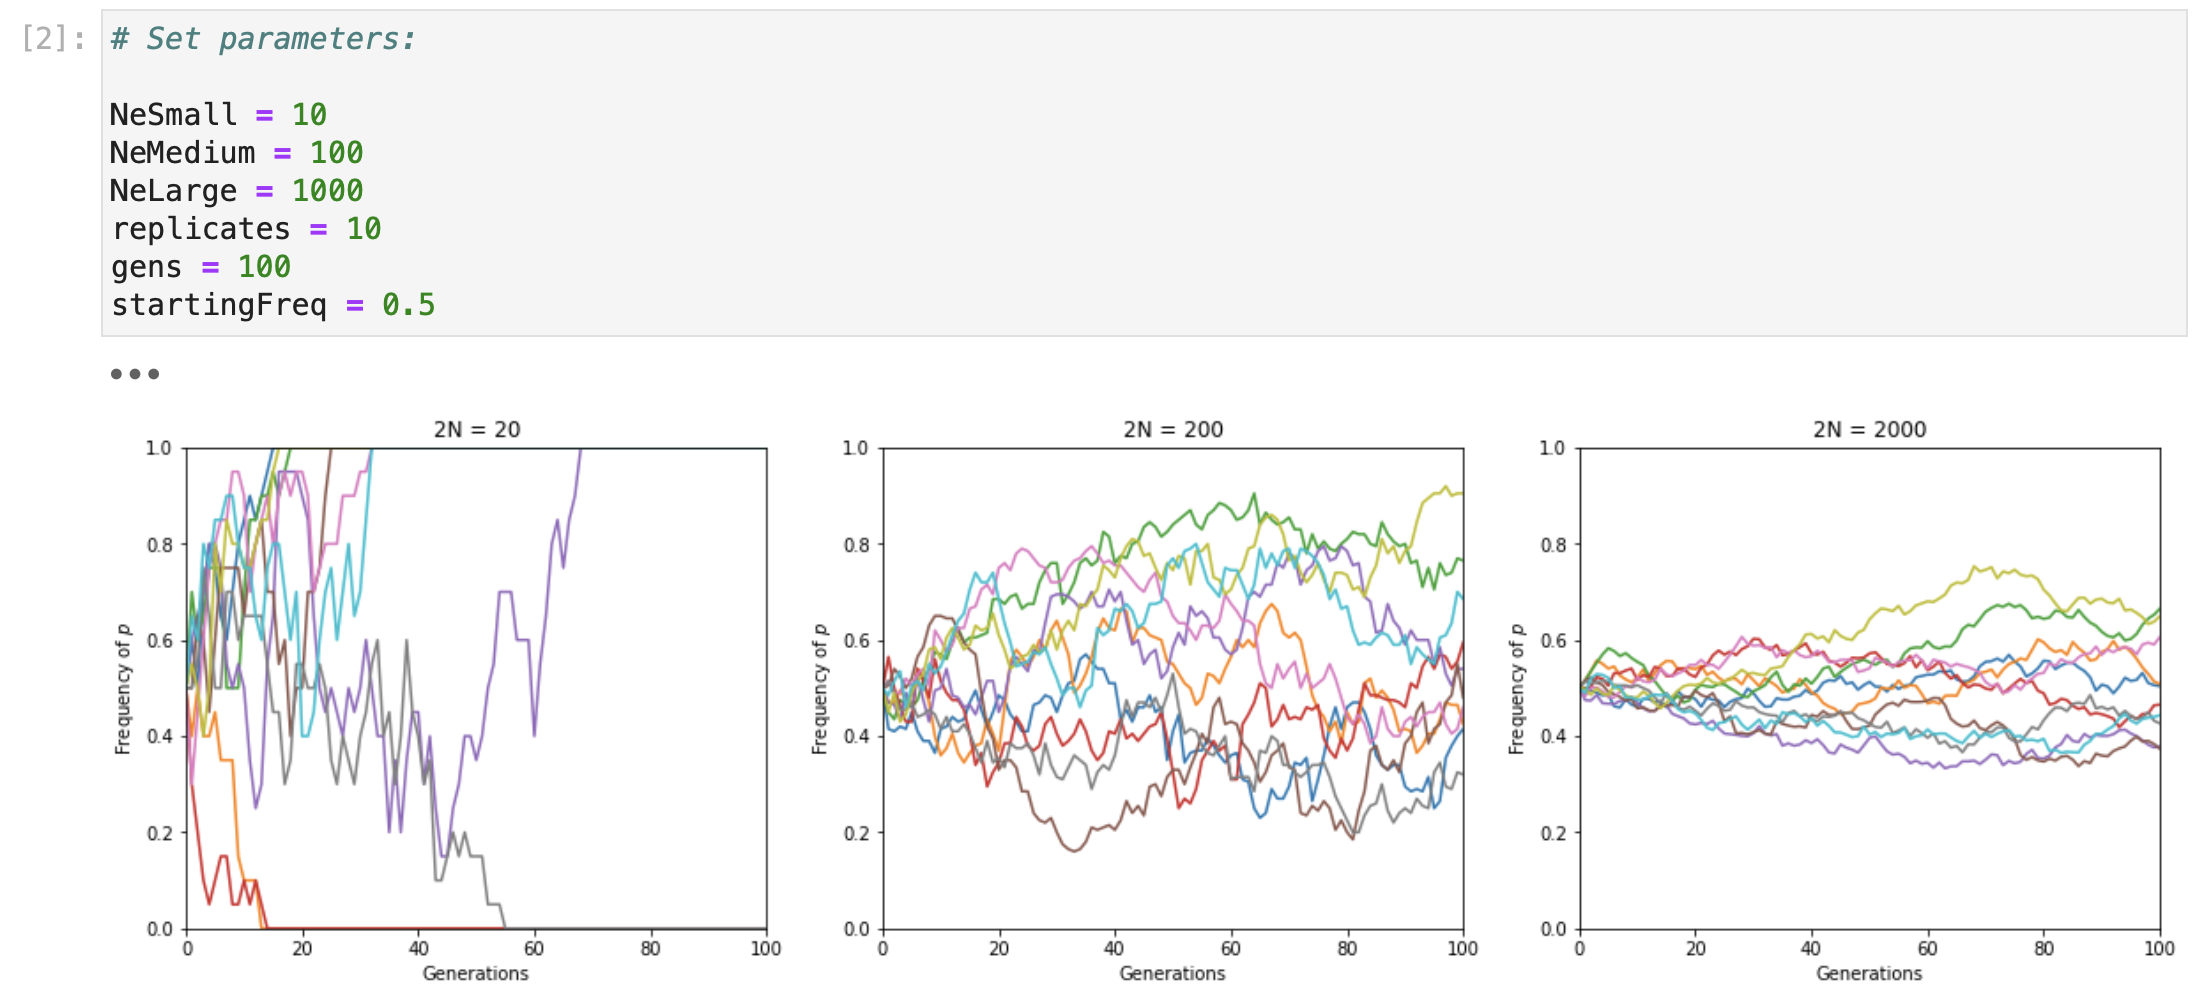 [2]: # Set parameters:
NeSmall = 10
NeMedium = 100
NeLarge = 1000
replicates = 10
gens = 100
startingFreq = 0.5
2N = 20
1.0
0.8
0.6
0.4
0.2
0.0
Frequency of p
0 20 40 60 80 100
Generations
2N = 200
1.0
0.8
0.6
0.4
0.2
0.0
Frequency of p
0 20 40 60 80 100
Generations
2N = 2000
1.0
0.8
0.6
0.4
0.2
0.0
Frequency of p
0 20 40 60 80 100
Generations